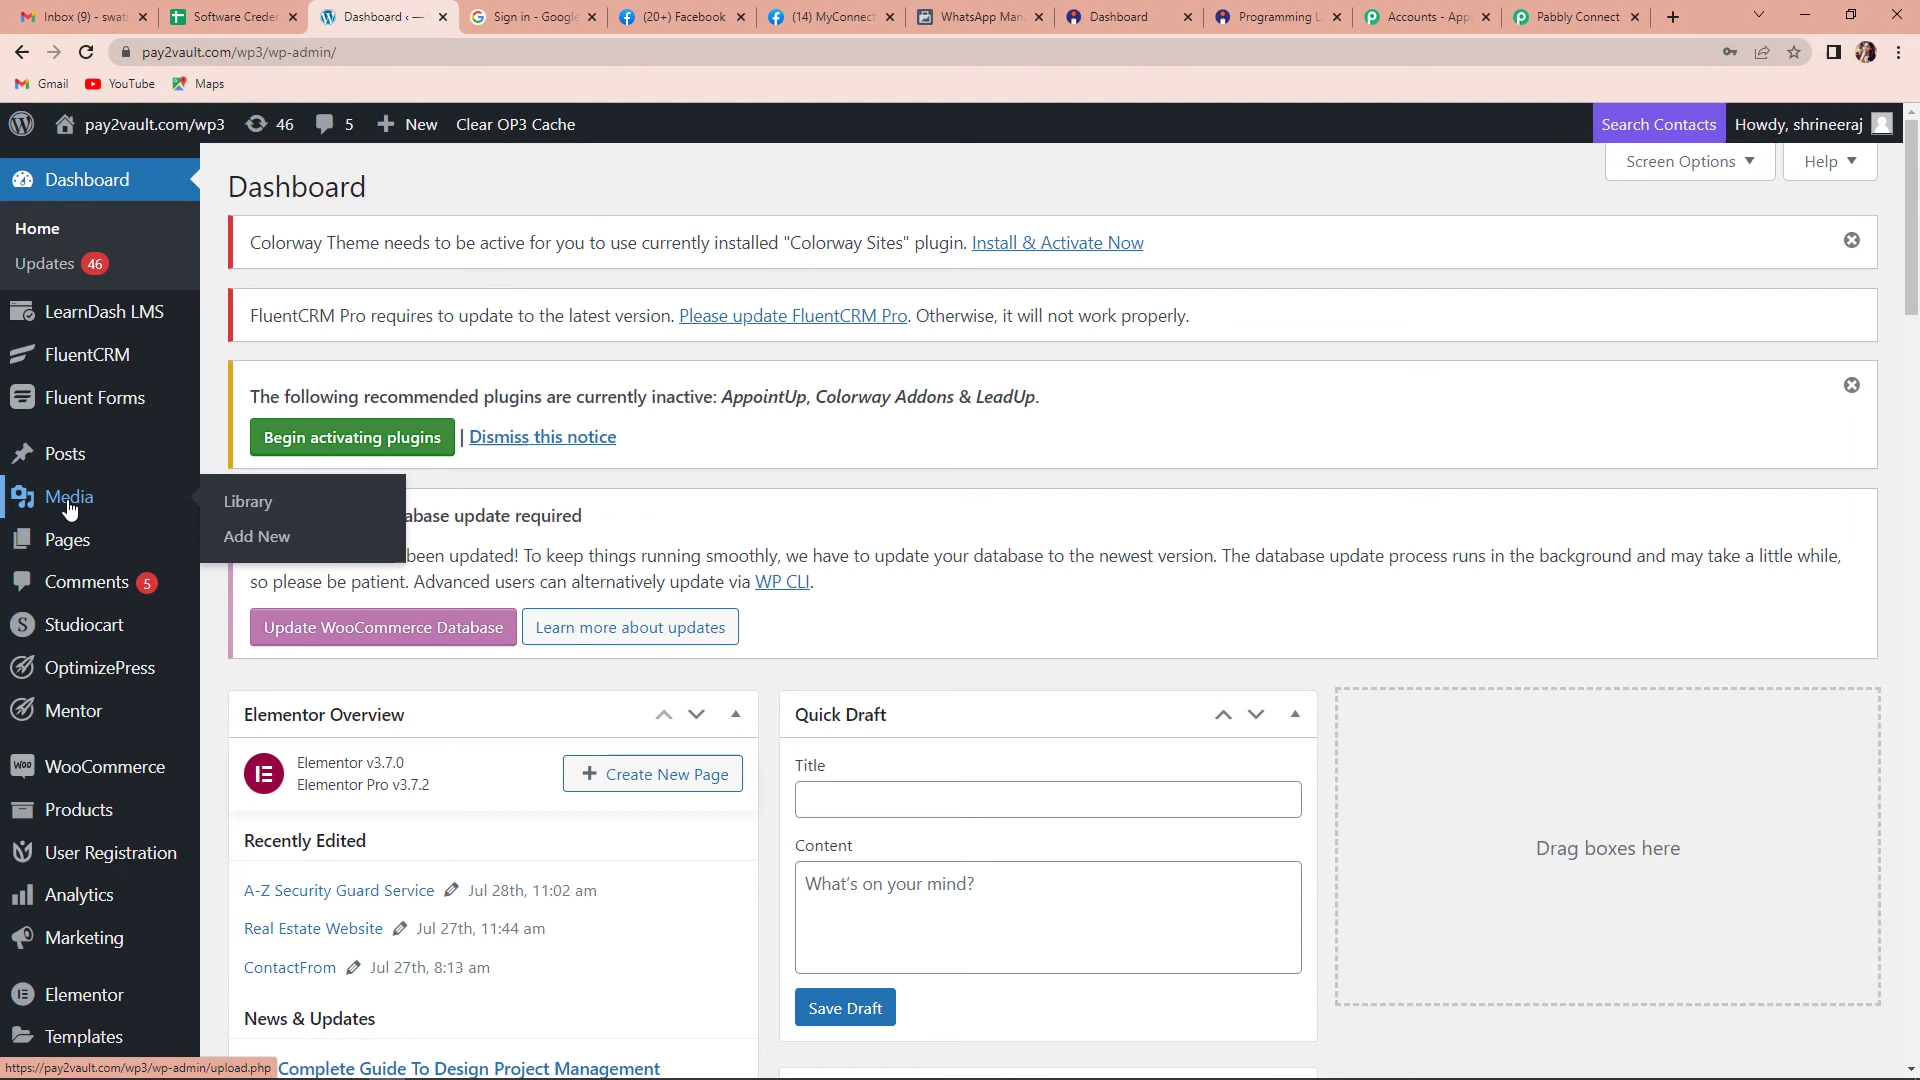 Inbox (9) - swati
Software Creden
Dashboard ‹ —
Sign in - Google
(20+) Facebook
(14) MyConnect
WhatsApp Man
Dashboard
Programming L
Accounts - Apps
Pabbly Connect
pay2vault.com/wp3/wp-admin/
Gmail
YouTube
Maps
pay2vault.com/wp3
46
5
New
Clear OP3 Cache
Search Contacts
Howdy, shrineeraj
Dashboard
Home
Updates 46
LearnDash LMS
FluentCRM
Fluent Forms
Posts
Media
Library
Add New
Pages
Comments 5
Studiocart
OptimizePress
Mentor
WooCommerce
Products
User Registration
Analytics
Marketing
Elementor
Templates
https://pay2vault.com/wp3/wp-admin/upload.php
Screen Options
Help
Dashboard
Colorway Theme needs to be active for you to use currently installed "Colorway Sites" plugin. Install & Activate Now
FluentCRM Pro requires to update to the latest version. Please update FluentCRM Pro. Otherwise, it will not work properly.
The following recommended plugins are currently inactive: AppointUp, Colorway Addons & LeadUp.
Begin activating plugins | Dismiss this notice
abase update required
been updated! To keep things running smoothly, we have to update your database to the newest version. The database update process runs in the background and may take a little while,
so please be patient. Advanced users can alternatively update via WP CLI.
Update WooCommerce Database
Learn more about updates
Elementor Overview
Elementor v3.7.0
Elementor Pro v3.7.2
Create New Page
Recently Edited
A-Z Security Guard Service Jul 28th, 11:02 am
Real Estate Website Jul 27th, 11:44 am
ContactFrom Jul 27th, 8:13 am
News & Updates
Complete Guide To Design Project Management
Quick Draft
Title
Content
What's on your mind?
Save Draft
Drag boxes here